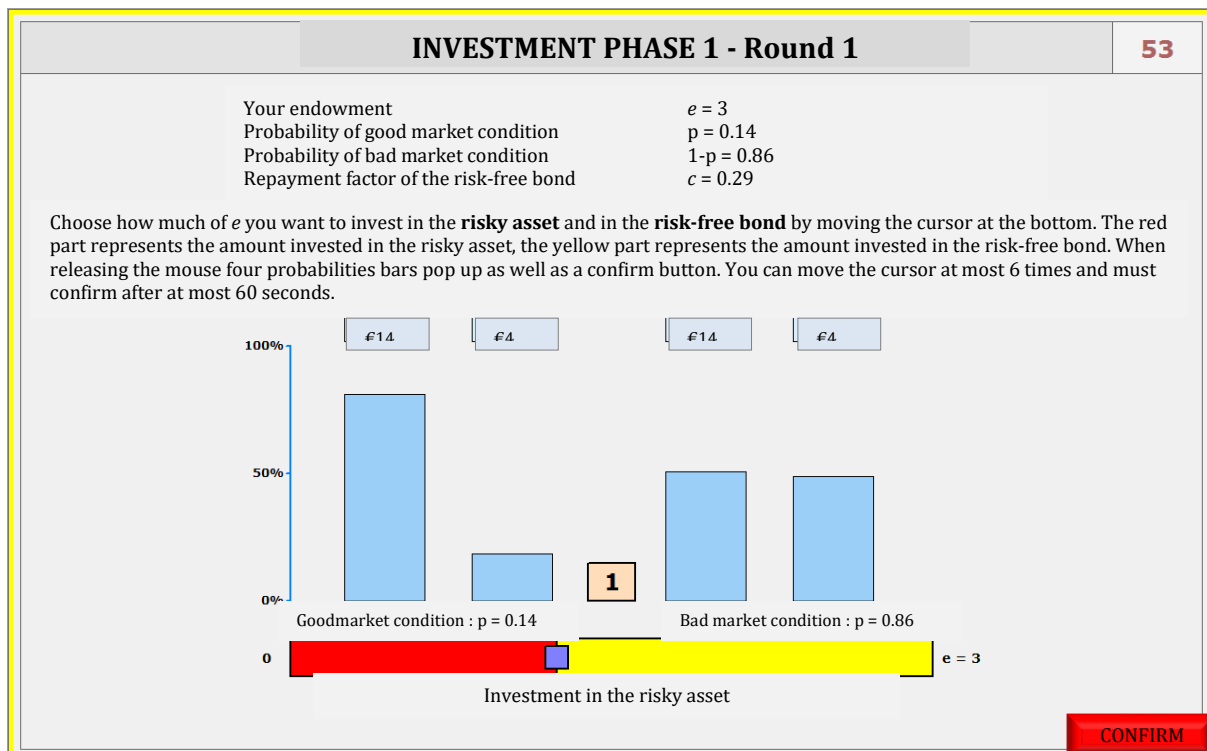 INVESTMENT PHASE 1 - Round 1
53
Your endowment e = 3
Probability of good market condition p = 0.14
Probability of bad market condition 1-p = 0.86
Repayment factor of the risk-free bond c = 0.29
Choose how much of e you want to invest in the risky asset and in the risk-free bond by moving the cursor at the bottom. The red
part represents the amount invested in the risky asset, the yellow part represents the amount invested in the risk-free bond. When
releasing the mouse four probabilities bars pop up as well as a confirm button. You can move the cursor at most 6 times and must
confirm after at most 60 seconds.
€14 €4 €14 €4
100%
50%
1
0%
Goodmarket condition : p = 0.14 Bad market condition : p = 0.86
0 e = 3
Investment in the risky asset
CONFIRM